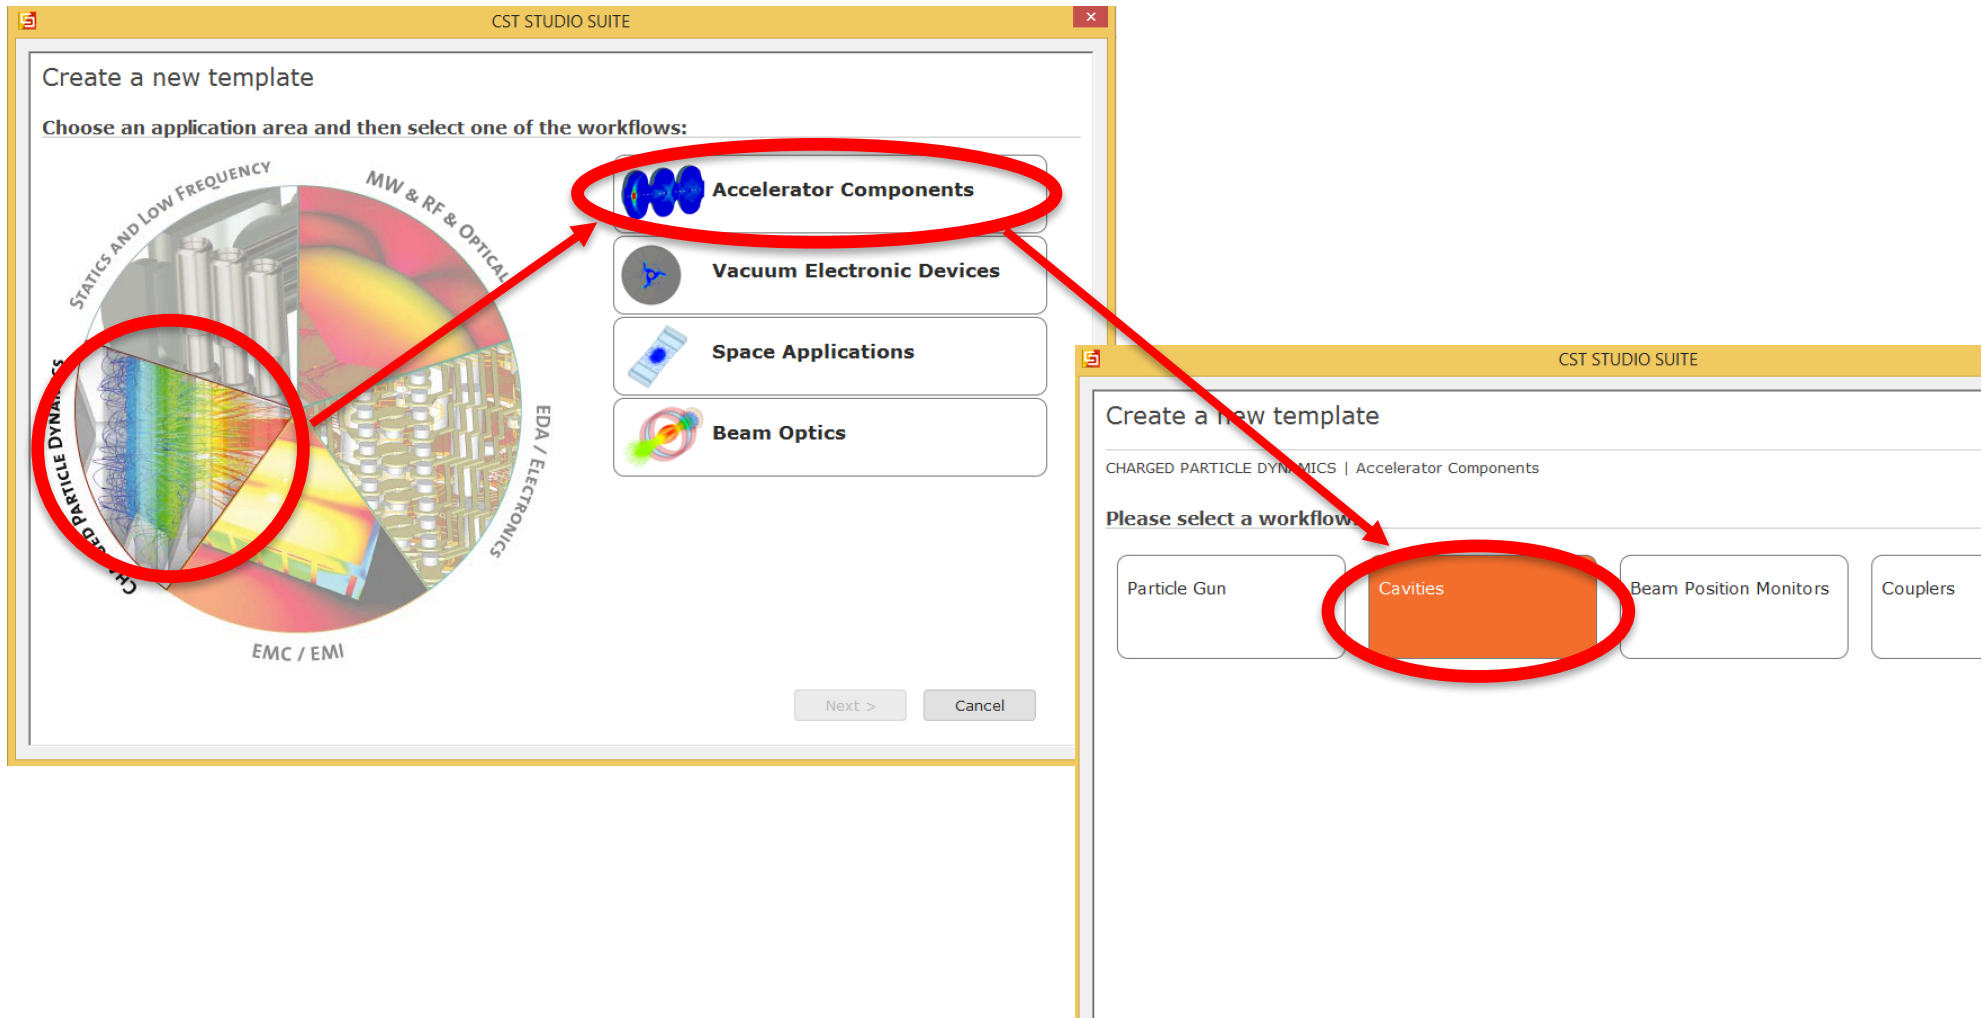 CST STUDIO SUITE
Create a new template
Choose an application area and then select one of the workflows:
STATICS AND LOW FREQUENCY
MW & RF & OPTICAL
EDA / ELECTRONICS
EMC / EMI
CHARGED PARTICLE DYNAMICS
Accelerator Components
Vacuum Electronic Devices
Space Applications
Beam Optics
Next >
Cancel
CST STUDIO SUITE
Create a new template
CHARGED PARTICLE DYNAMICS | Accelerator Components
Please select a workflow:
Particle Gun
Cavities
Beam Position Monitors
Couplers